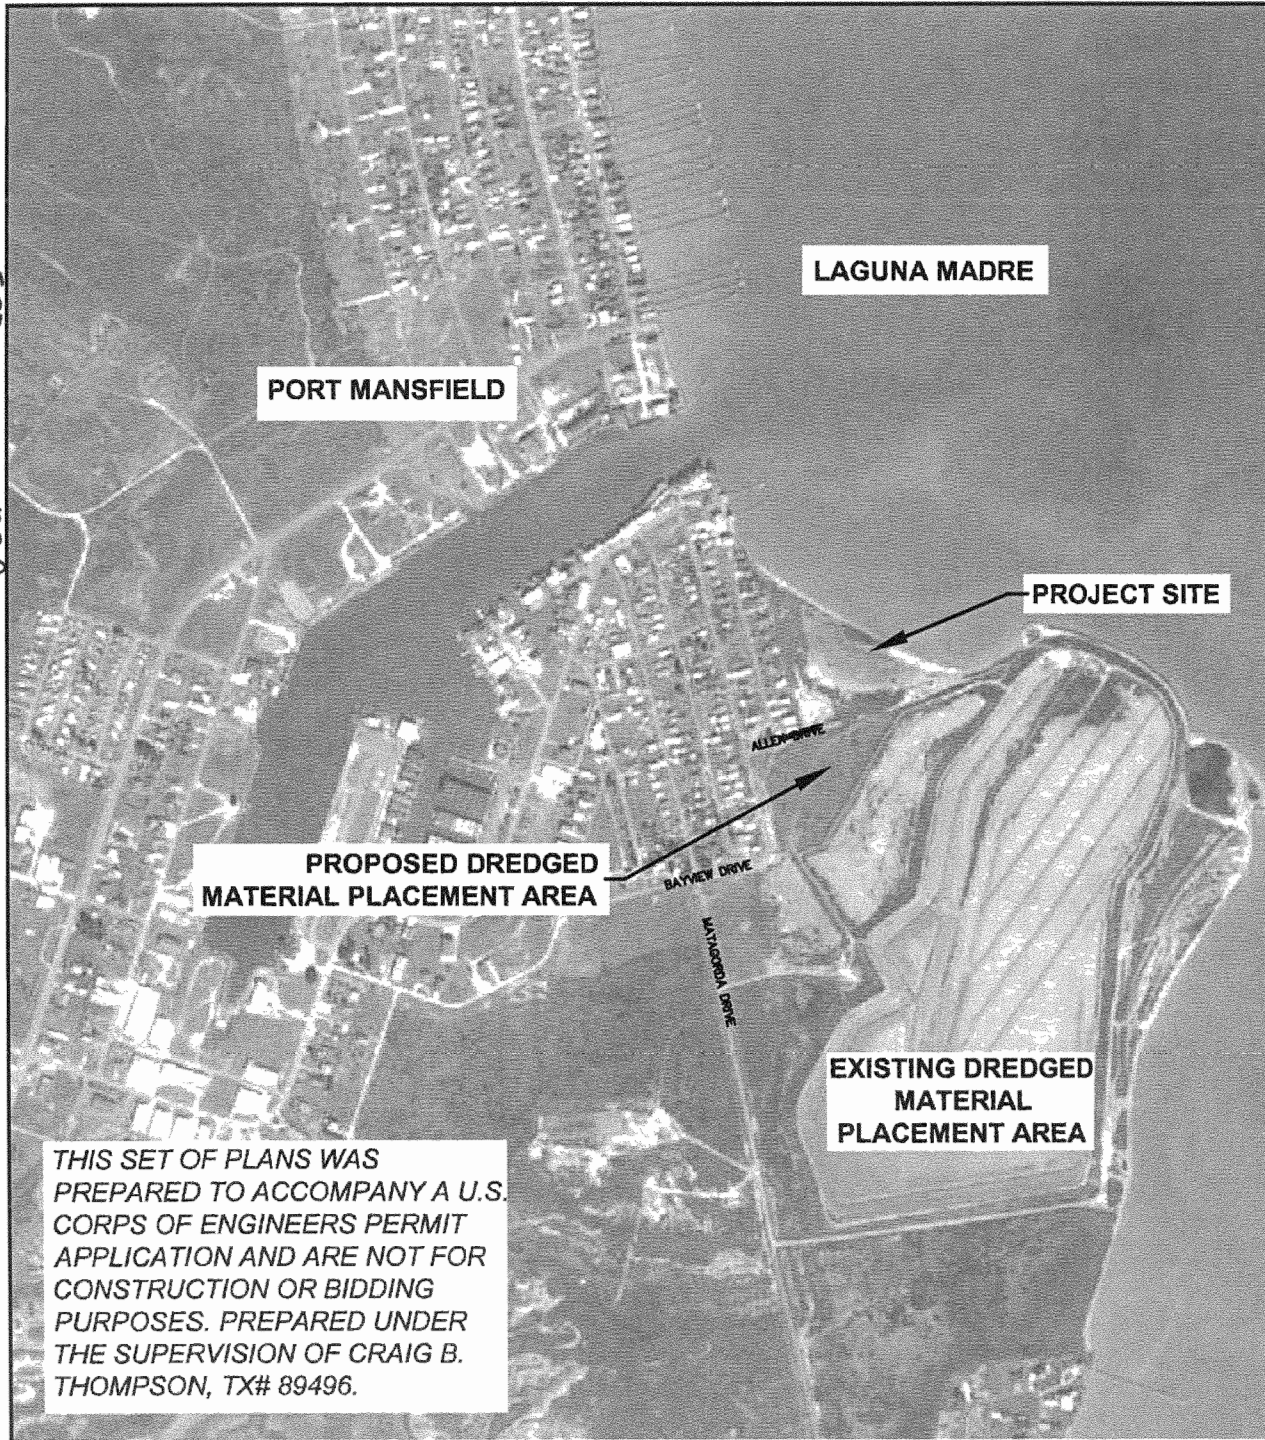 LAGUNA MADRE
PORT MANSFIELD
PROJECT SITE
ALLEN DRIVE
PROPOSED DREDGED
MATERIAL PLACEMENT AREA
BAYVIEW DRIVE
MATAGORDA DRIVE
EXISTING DREDGED
MATERIAL
PLACEMENT AREA
THIS SET OF PLANS WAS
PREPARED TO ACCOMPANY A U.S.
CORPS OF ENGINEERS PERMIT
APPLICATION AND ARE NOT FOR
CONSTRUCTION OR BIDDING
PURPOSES. PREPARED UNDER
THE SUPERVISION OF CRAIG B.
THOMPSON, TX# 89496.